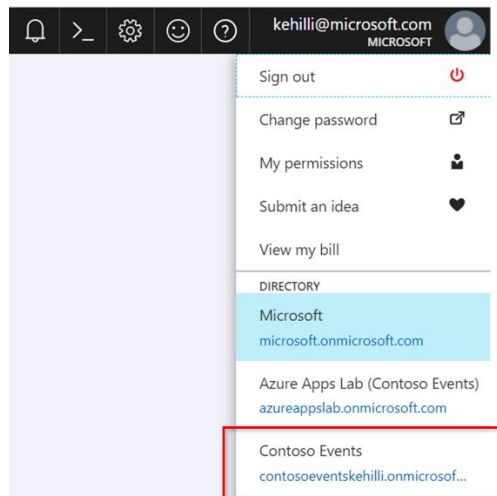 kehilli@microsoft.com
MICROSOFT
Sign out
Change password
My permissions
Submit an idea
View my bill
DIRECTORY
Microsoft
microsoft.onmicrosoft.com
Azure Apps Lab (Contoso Events)
azureappslab.onmicrosoft.com
Contoso Events
contosoeventskehilli.onmicrosof...